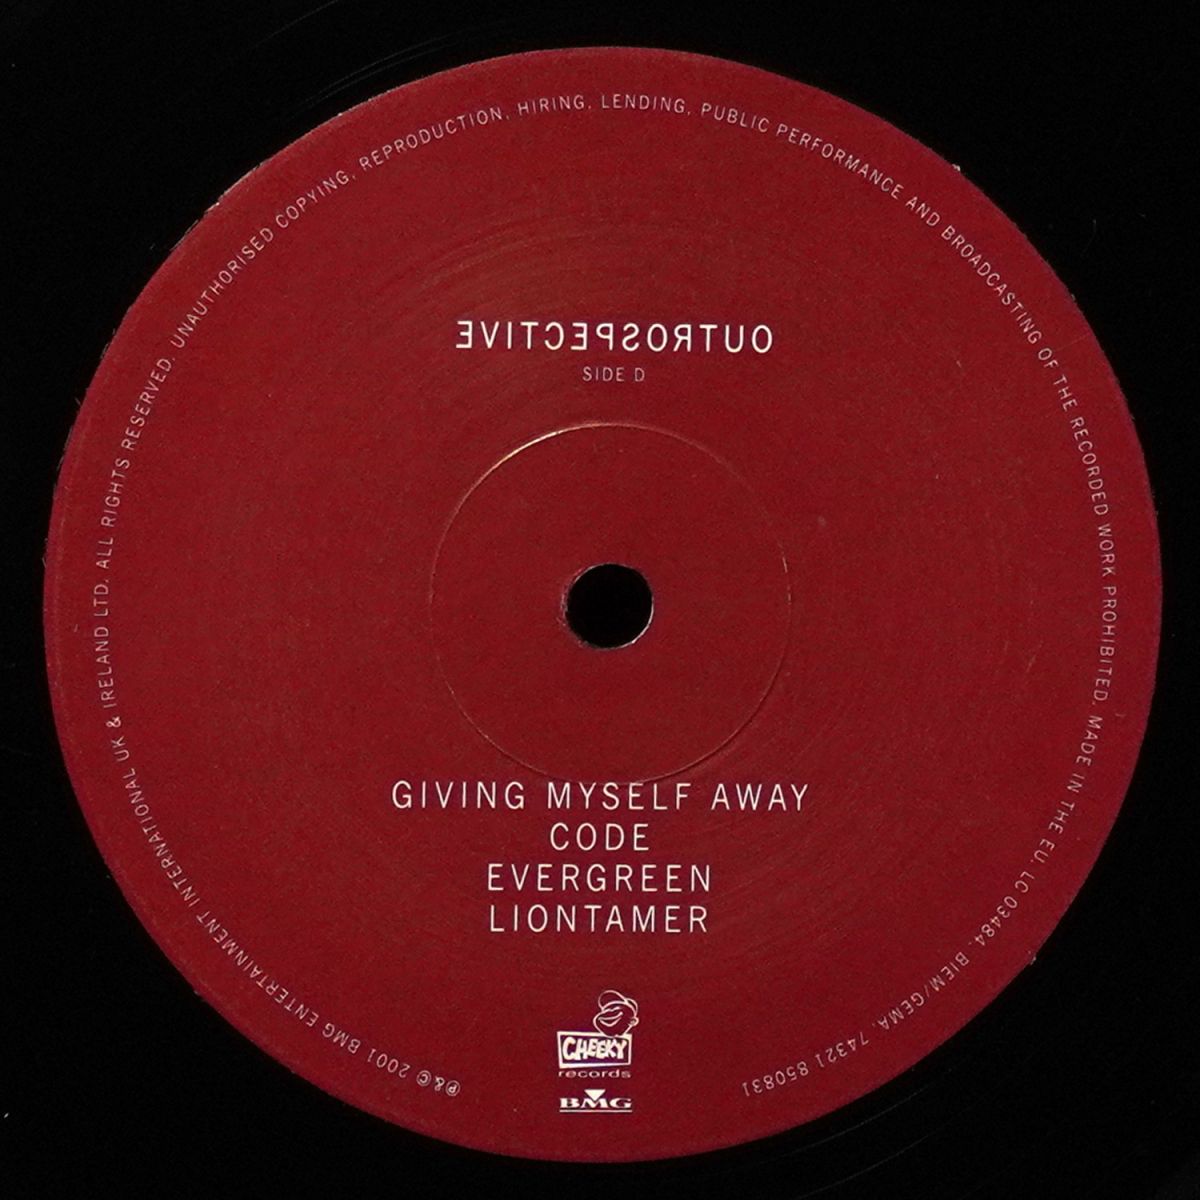 OUTROSPECTIVE
SIDE D
GIVING MYSELF AWAY
CODE
EVERGREEN
LIONTAMER
CHEEKY
records
BMG
P&© 2001 BMG ENTERTAINMENT INTERNATIONAL UK & IRELAND LTD. ALL RIGHTS RESERVED. UNAUTHORISED COPYING, REPRODUCTION, HIRING, LENDING, PUBLIC PERFORMANCE AND BROADCASTING OF THE RECORDED WORK PROHIBITED. MADE IN THE EU. LC 03484. BIEM/GEMA. 74321 850831